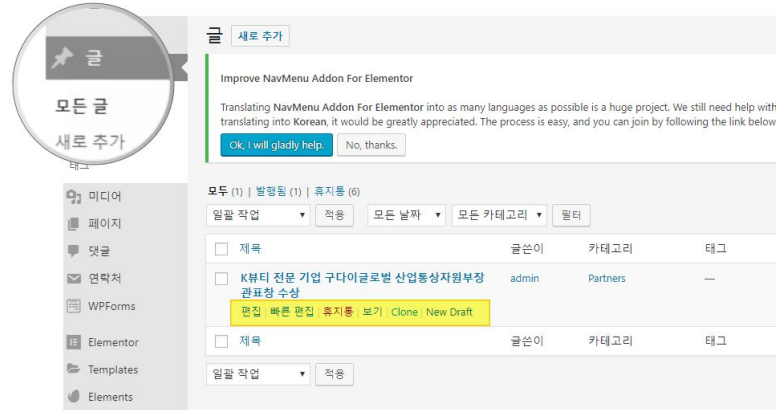 글
모든 글
새로 추가
태그
미디어
페이지
댓글
연락처
WPForms
Elementor
Templates
Elements
글 새로 추가
Improve NavMenu Addon For Elementor
Translating NavMenu Addon For Elementor into as many languages as possible is a huge project. We still need help with
translating into Korean, it would be greatly appreciated. The process is easy, and you can join by following the link below
Ok, I will gladly help. No, thanks.
모두 (1) | 발행됨 (1) | 휴지통 (6)
일괄 작업 적용 모든 날짜 모든 카테고리 필터
제목 글쓴이 카테고리 태그
K뷰티 전문 기업 구다이글로벌 산업통상자원부장 admin Partners —
관표창 수상
편집 | 빠른 편집 | 휴지통 | 보기 | Clone | New Draft
제목 글쓴이 카테고리 태그
일괄 작업 적용